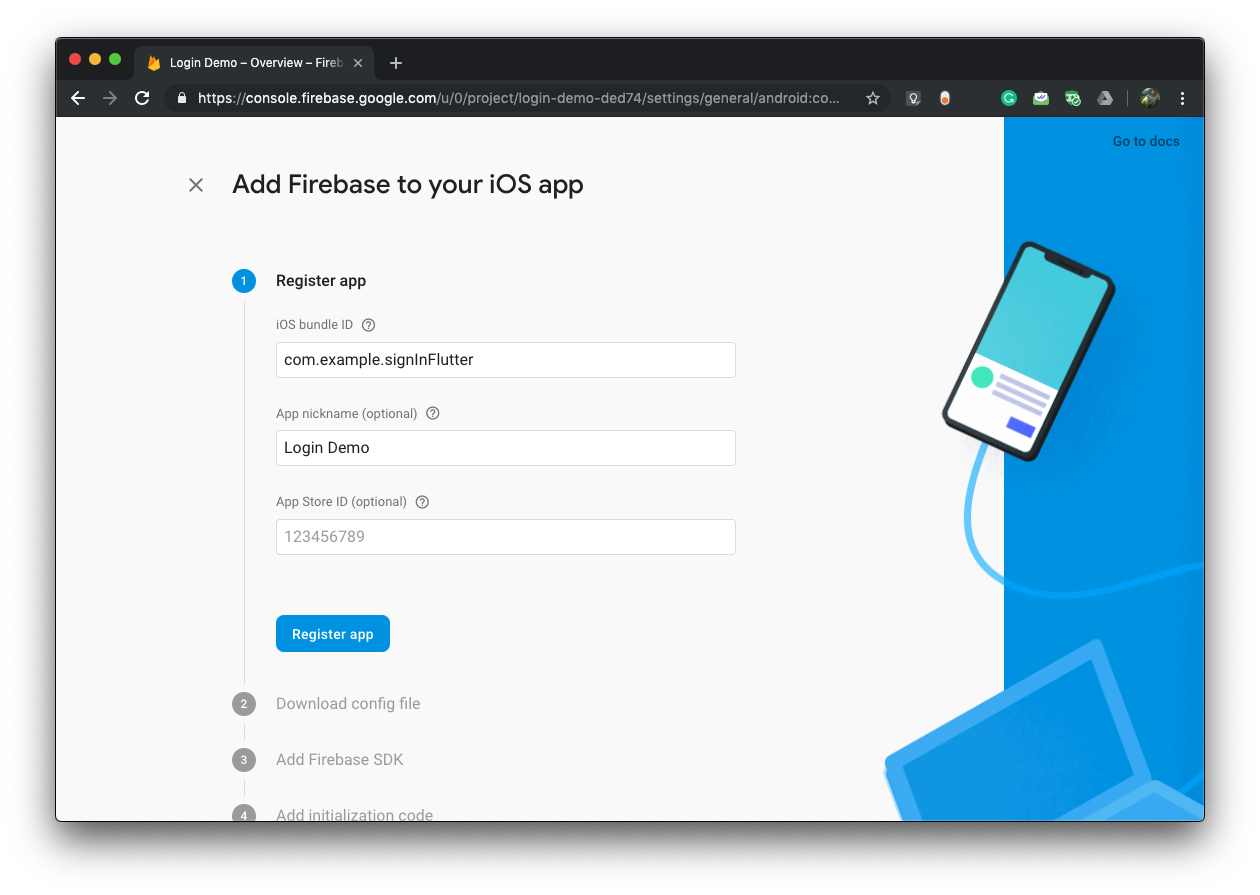 Login Demo – Overview – Fireb
https://console.firebase.google.com/u/0/project/login-demo-ded74/settings/general/android:co...
Go to docs
Add Firebase to your iOS app
1 Register app
iOS bundle ID ?
com.example.signInFlutter
App nickname (optional) ?
Login Demo
App Store ID (optional) ?
123456789
Register app
2 Download config file
3 Add Firebase SDK
4 Add initialization code